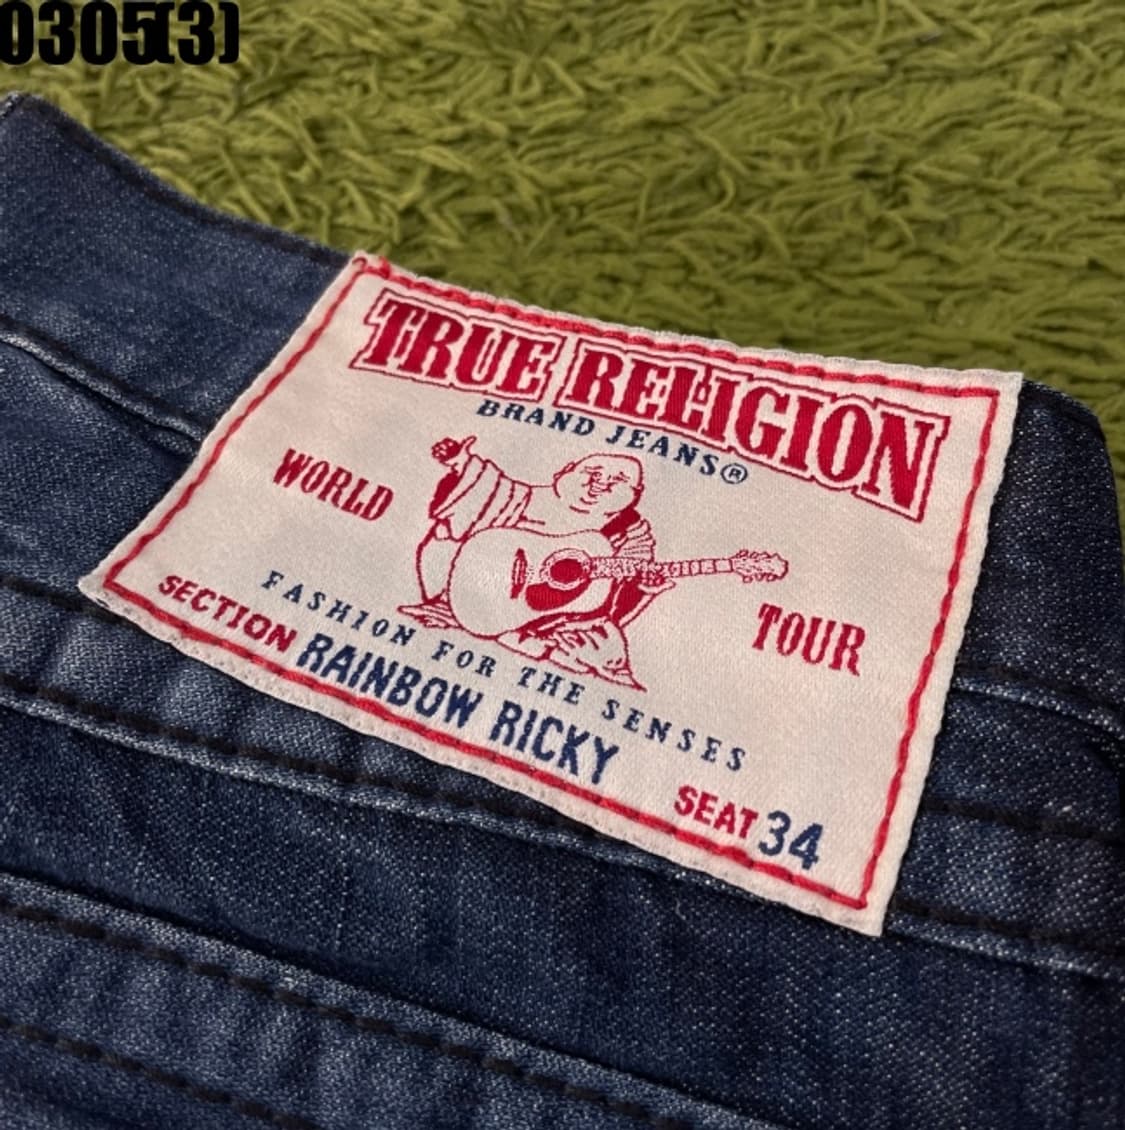 0305(3)
TRUE RELIGION
BRAND JEANS®
WORLD TOUR
FASHION FOR THE SENSES
SECTION RAINBOW RICKY
SEAT 34